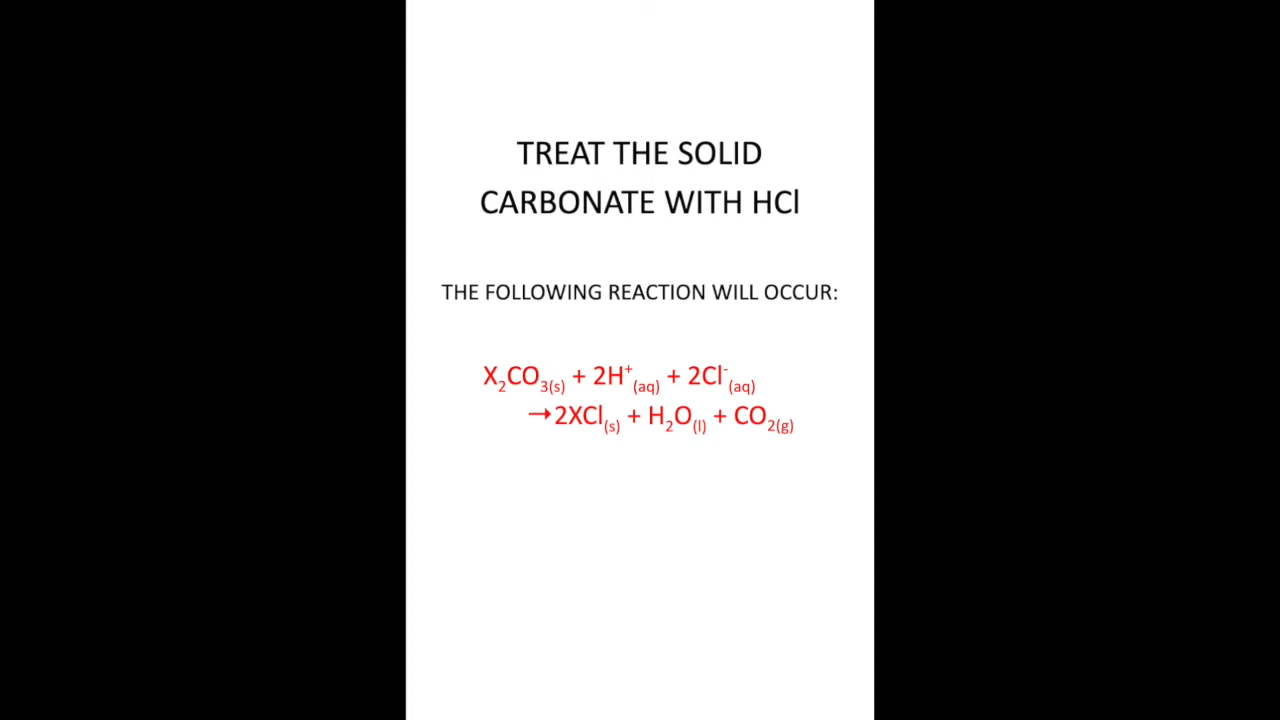 TREAT THE SOLID
CARBONATE WITH HCl
THE FOLLOWING REACTION WILL OCCUR:
X₂CO₃₍ₛ₎ + 2H⁺₍aq₎ + 2Cl⁻₍aq₎
→2XCl₍ₛ₎ + H₂O₍l₎ + CO₂₍g₎